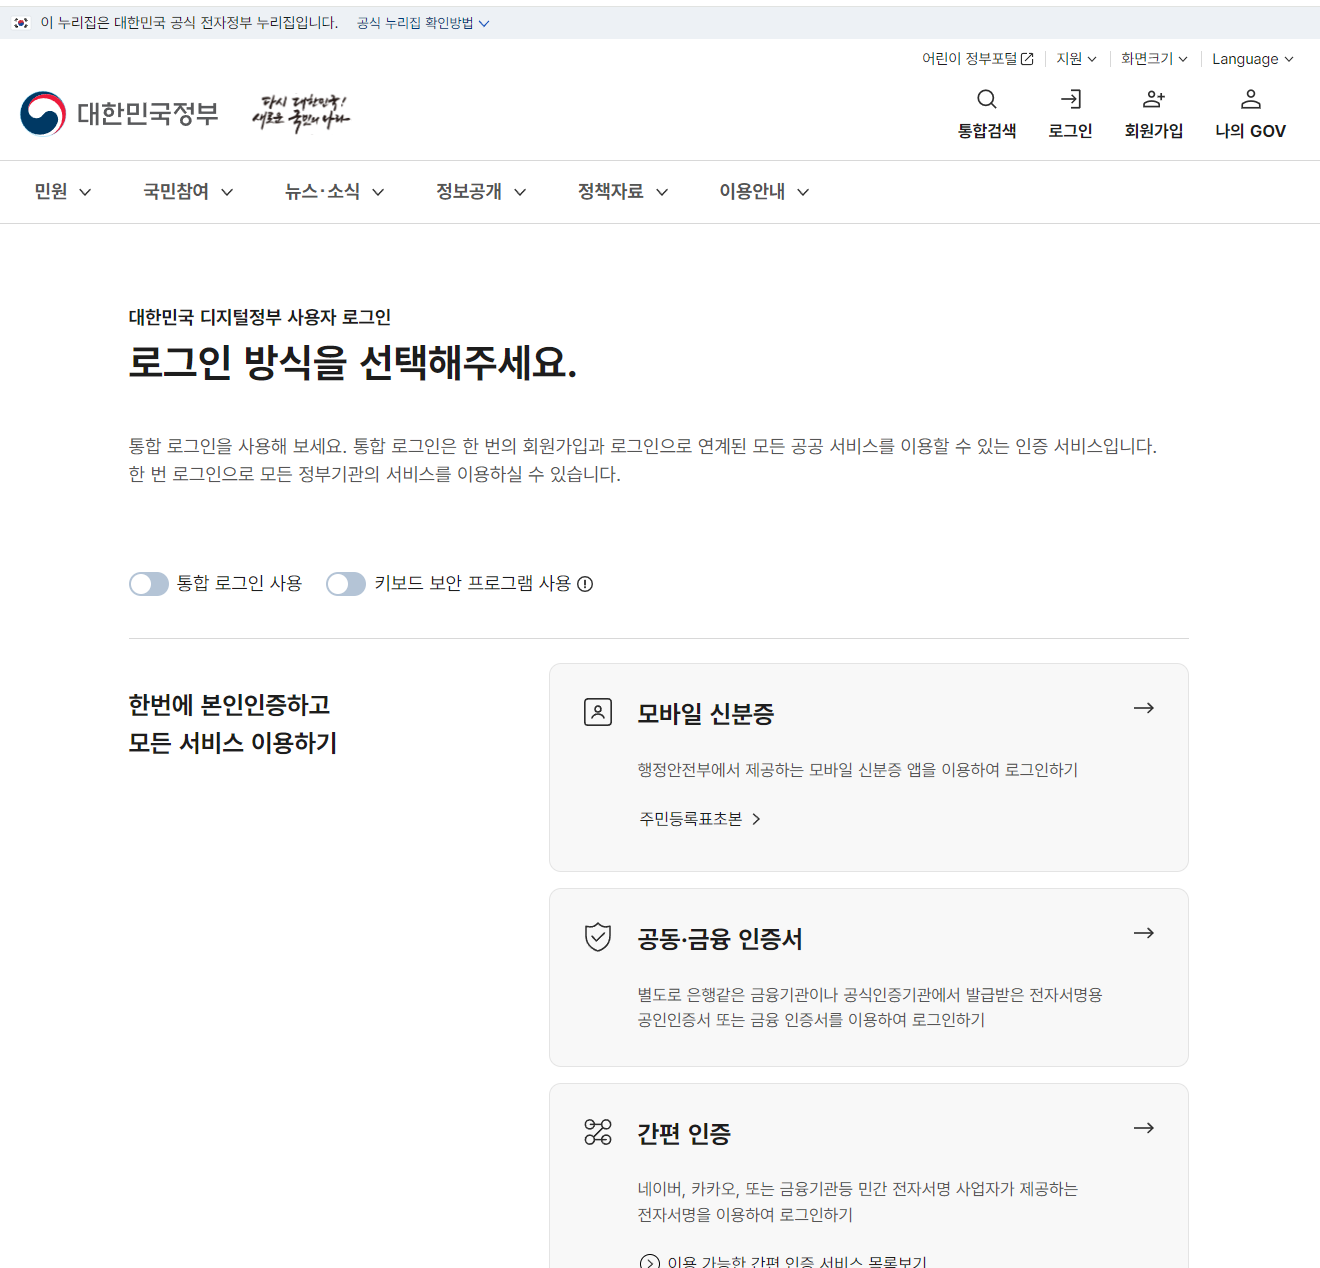 이 누리집은 대한민국 공식 전자정부 누리집입니다. 공식 누리집 확인방법
어린이 정부포털 지원 화면크기 Language
대한민국정부 다시 대한민국!
새로운 국민의 나라
통합검색 로그인 회원가입 나의 GOV
민원 국민참여 뉴스·소식 정보공개 정책자료 이용안내
대한민국 디지털정부 사용자 로그인
로그인 방식을 선택해주세요.
통합 로그인을 사용해 보세요. 통합 로그인은 한 번의 회원가입과 로그인으로 연계된 모든 공공 서비스를 이용할 수 있는 인증 서비스입니다.
한 번 로그인으로 모든 정부기관의 서비스를 이용하실 수 있습니다.
통합 로그인 사용 키보드 보안 프로그램 사용
한번에 본인인증하고
모든 서비스 이용하기
모바일 신분증
행정안전부에서 제공하는 모바일 신분증 앱을 이용하여 로그인하기
주민등록표초본
공동·금융 인증서
별도로 은행같은 금융기관이나 공식인증기관에서 발급받은 전자서명용
공인인증서 또는 금융 인증서를 이용하여 로그인하기
간편 인증
네이버, 카카오, 또는 금융기관등 민간 전자서명 사업자가 제공하는
전자서명을 이용하여 로그인하기
이용 가능한 간편 인증 서비스 목록보기